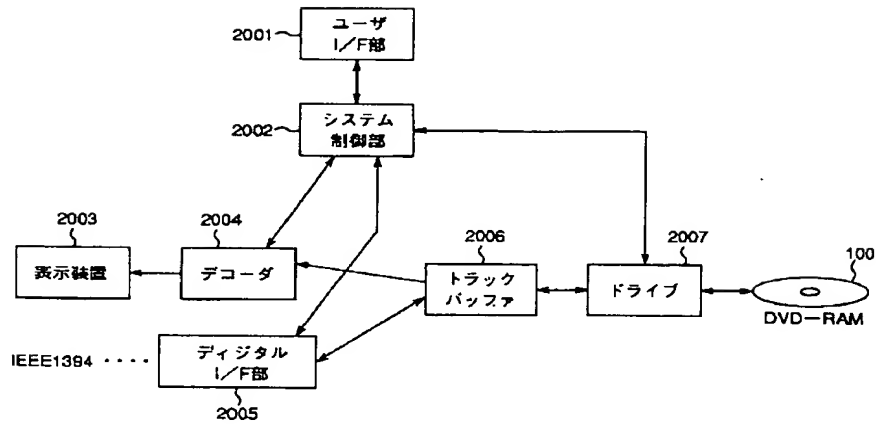 2001
ユーザ
I/F部
2002
システム
制御部
2003
表示装置
2004
デコーダ
2006
トラック
バッファ
2007
ドライブ
100
DVD-RAM
IEEE1394 ····
ディジタル
I/F部
2005